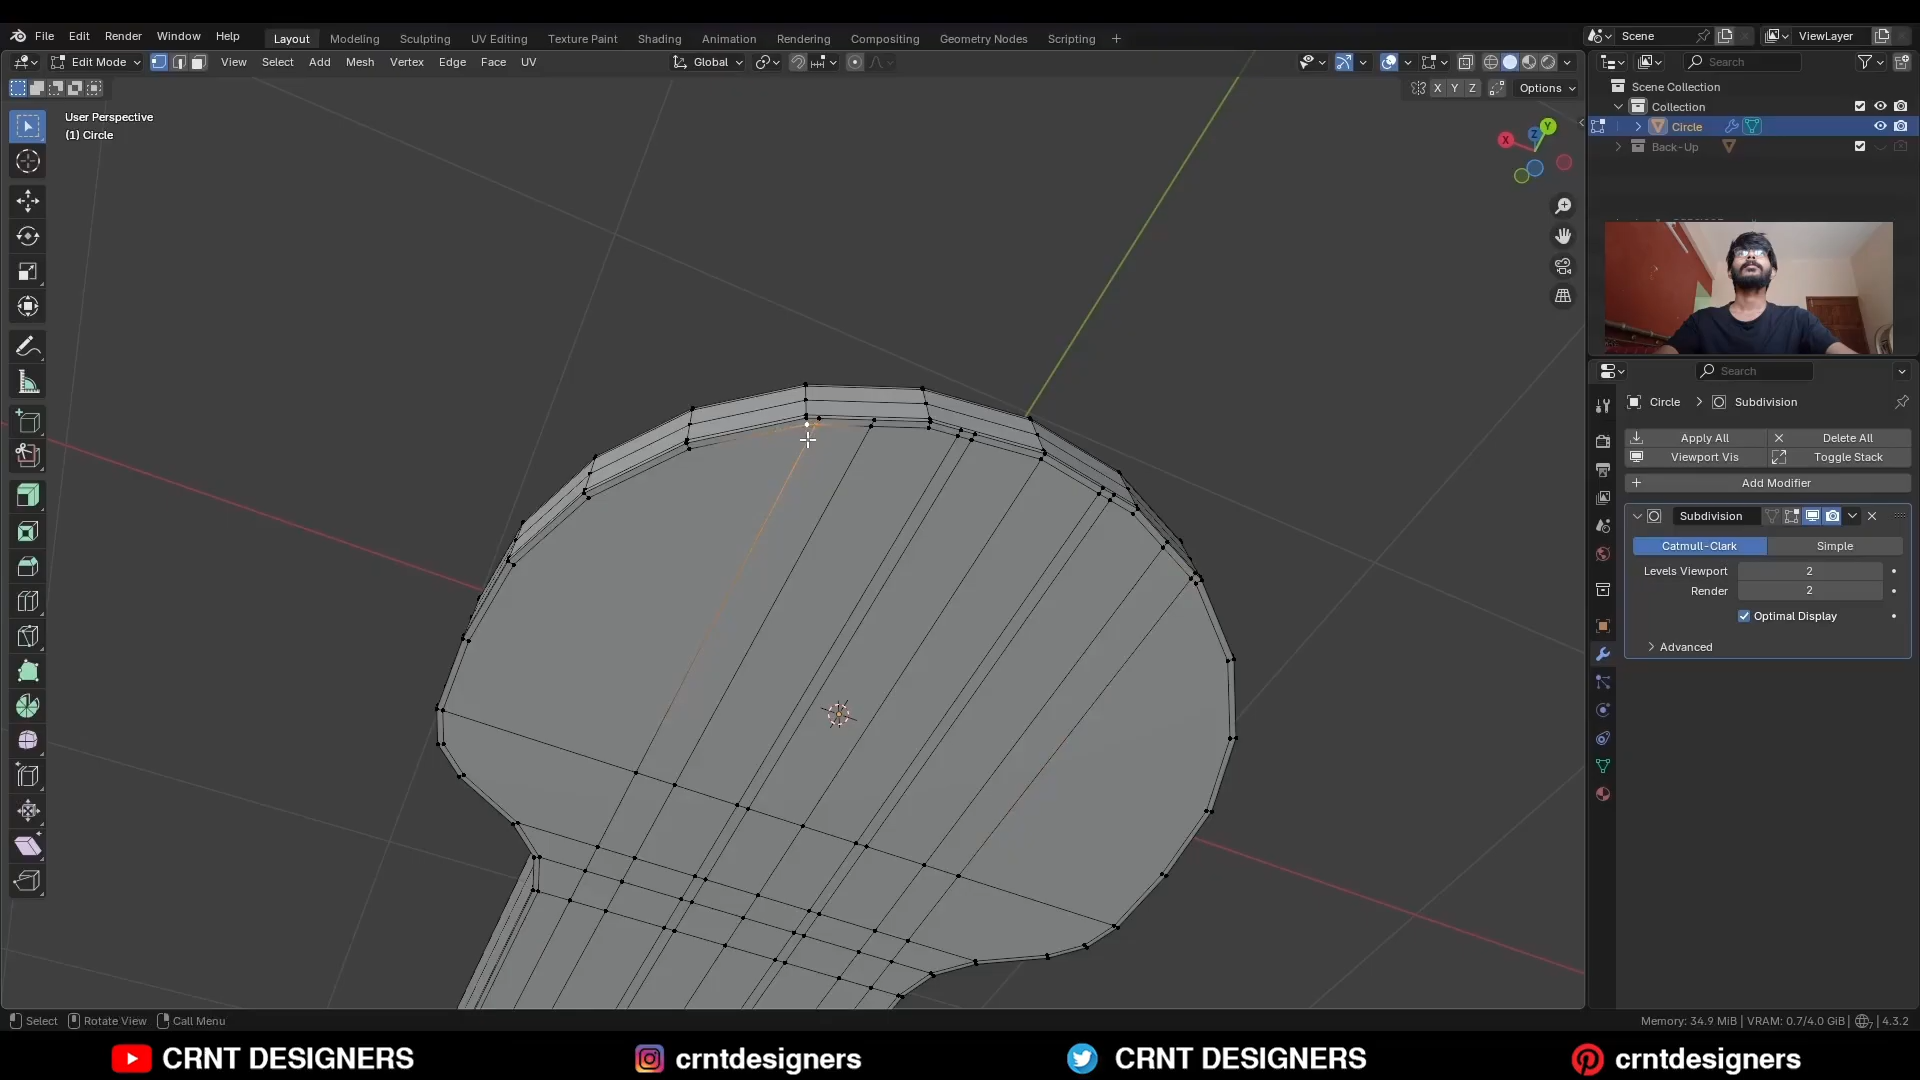 File Edit Render Window Help Layout Modeling Sculpting UV Editing Texture Paint Shading Animation Rendering Compositing Geometry Nodes Scripting + Scene ViewLayer
Edit Mode View Select Add Mesh Vertex Edge Face UV Global Search
X Y Z Options
Scene Collection
Collection
Circle
Back-Up
User Perspective
(1) Circle
X Y Z
Search
Circle > Subdivision
Apply All Delete All
Viewport Vis Toggle Stack
Add Modifier
Subdivision
Catmull-Clark Simple
Levels Viewport 2
Render 2
Optimal Display
Advanced
Select Rotate View Call Menu Memory: 34.9 MiB | VRAM: 0.7/4.0 GiB | 7 | 4.3.2
CRNT DESIGNERS crntdesigners CRNT DESIGNERS crntdesigners